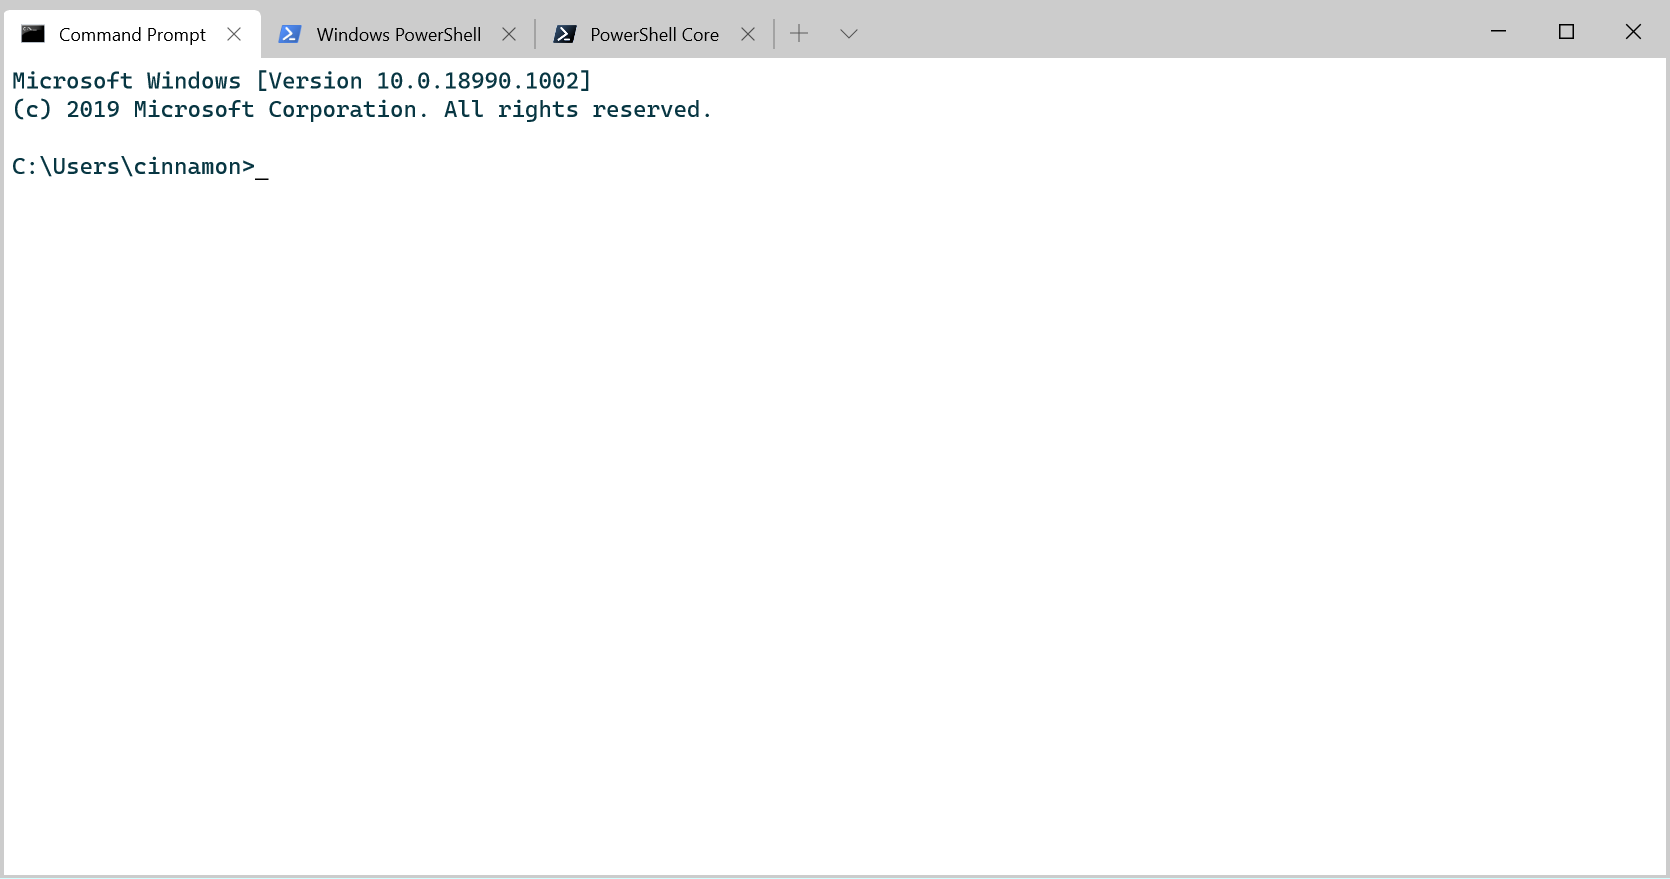 Command Prompt
Windows PowerShell
PowerShell Core
Microsoft Windows [Version 10.0.18990.1002]
(c) 2019 Microsoft Corporation. All rights reserved.
C:\Users\cinnamon>_